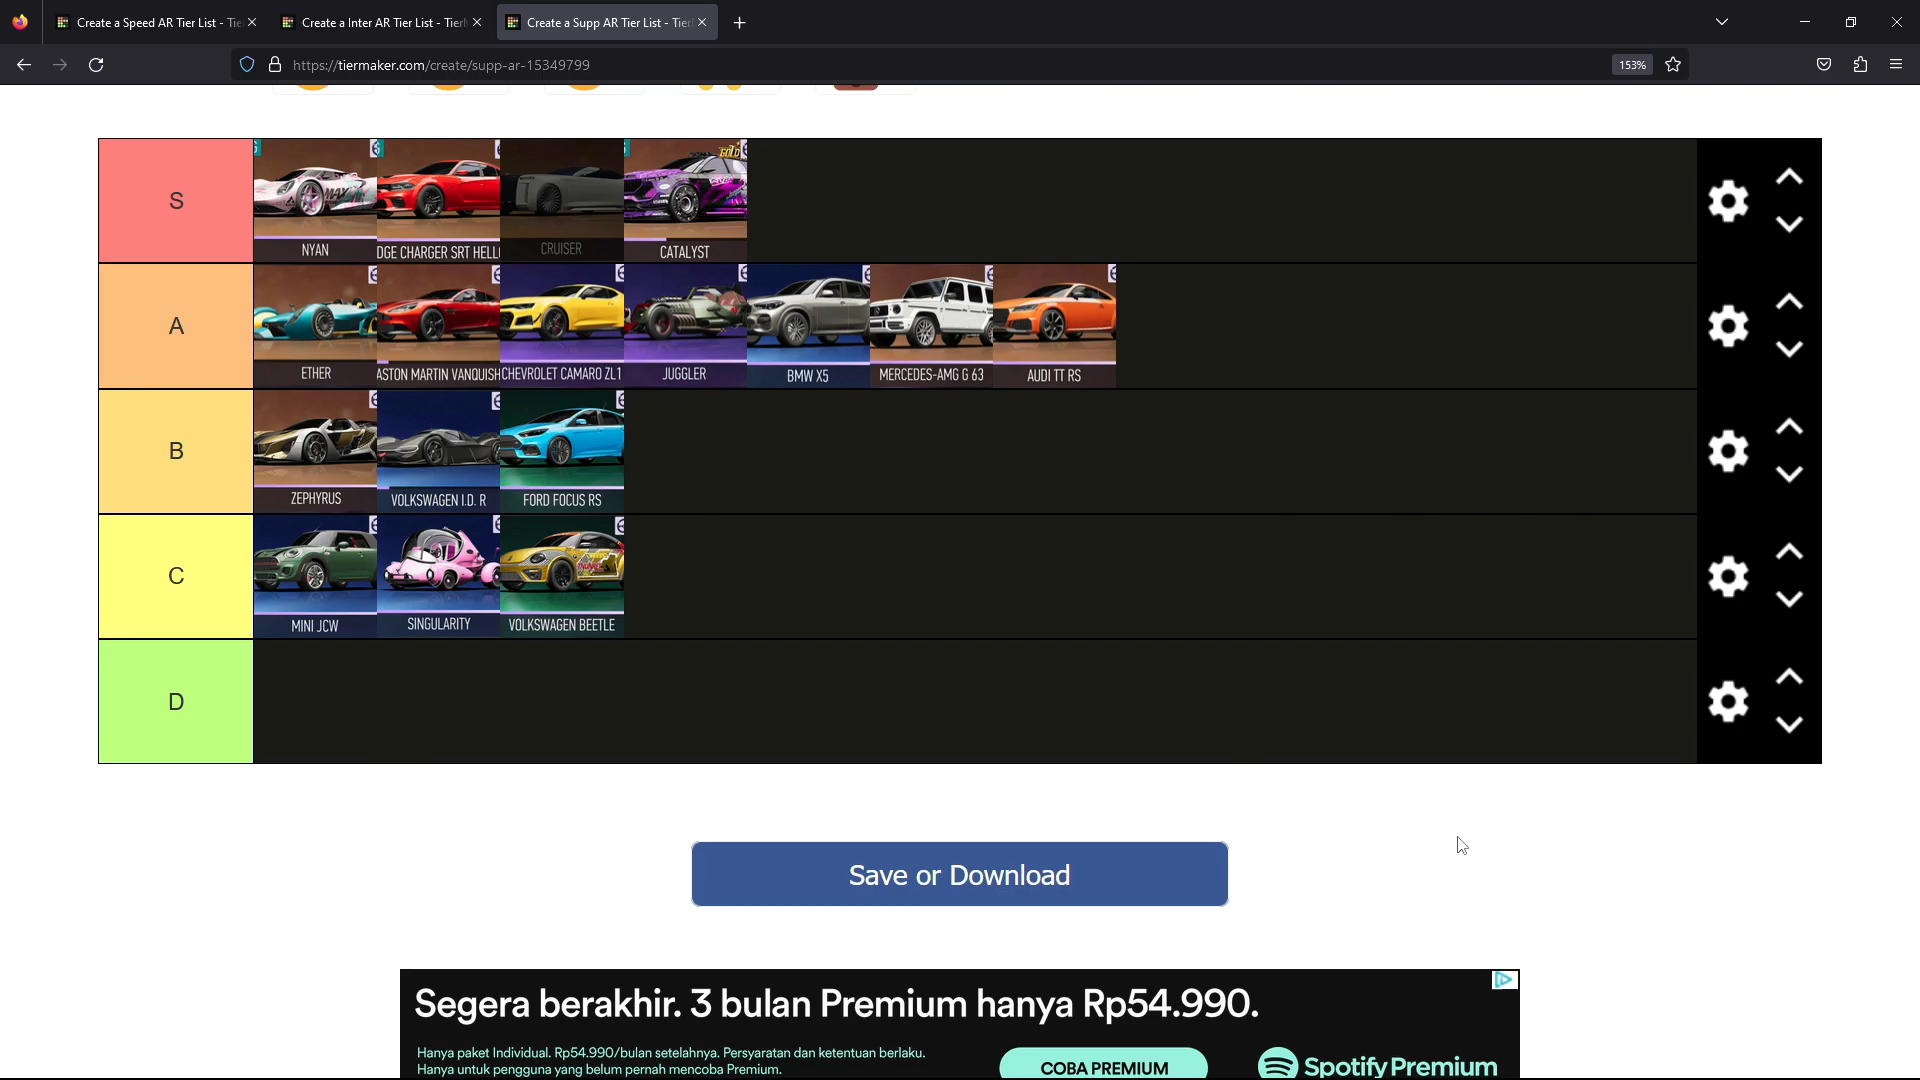 Create a Speed AR Tier List - Tie
Create a Inter AR Tier List - Tier
Create a Supp AR Tier List - Tier
https://tiermaker.com/create/supp-ar-15349799
153%
S
NYAN
DGE CHARGER SRT HELL
CRUISER
GOLD
CATALYST
A
ETHER
ASTON MARTIN VANQUISH
CHEVROLET CAMARO ZL1
JUGGLER
BMW X5
MERCEDES-AMG G 63
AUDI TT RS
B
ZEPHYRUS
VOLKSWAGEN I.D. R
FORD FOCUS RS
C
MINI JCW
SINGULARITY
VOLKSWAGEN BEETLE
D
Save or Download
Segera berakhir. 3 bulan Premium hanya Rp54.990.
Hanya paket Individual. Rp54.990/bulan setelahnya. Persyaratan dan ketentuan berlaku.
Hanya untuk pengguna yang belum pernah mencoba Premium.
COBA PREMIUM
Spotify Premium